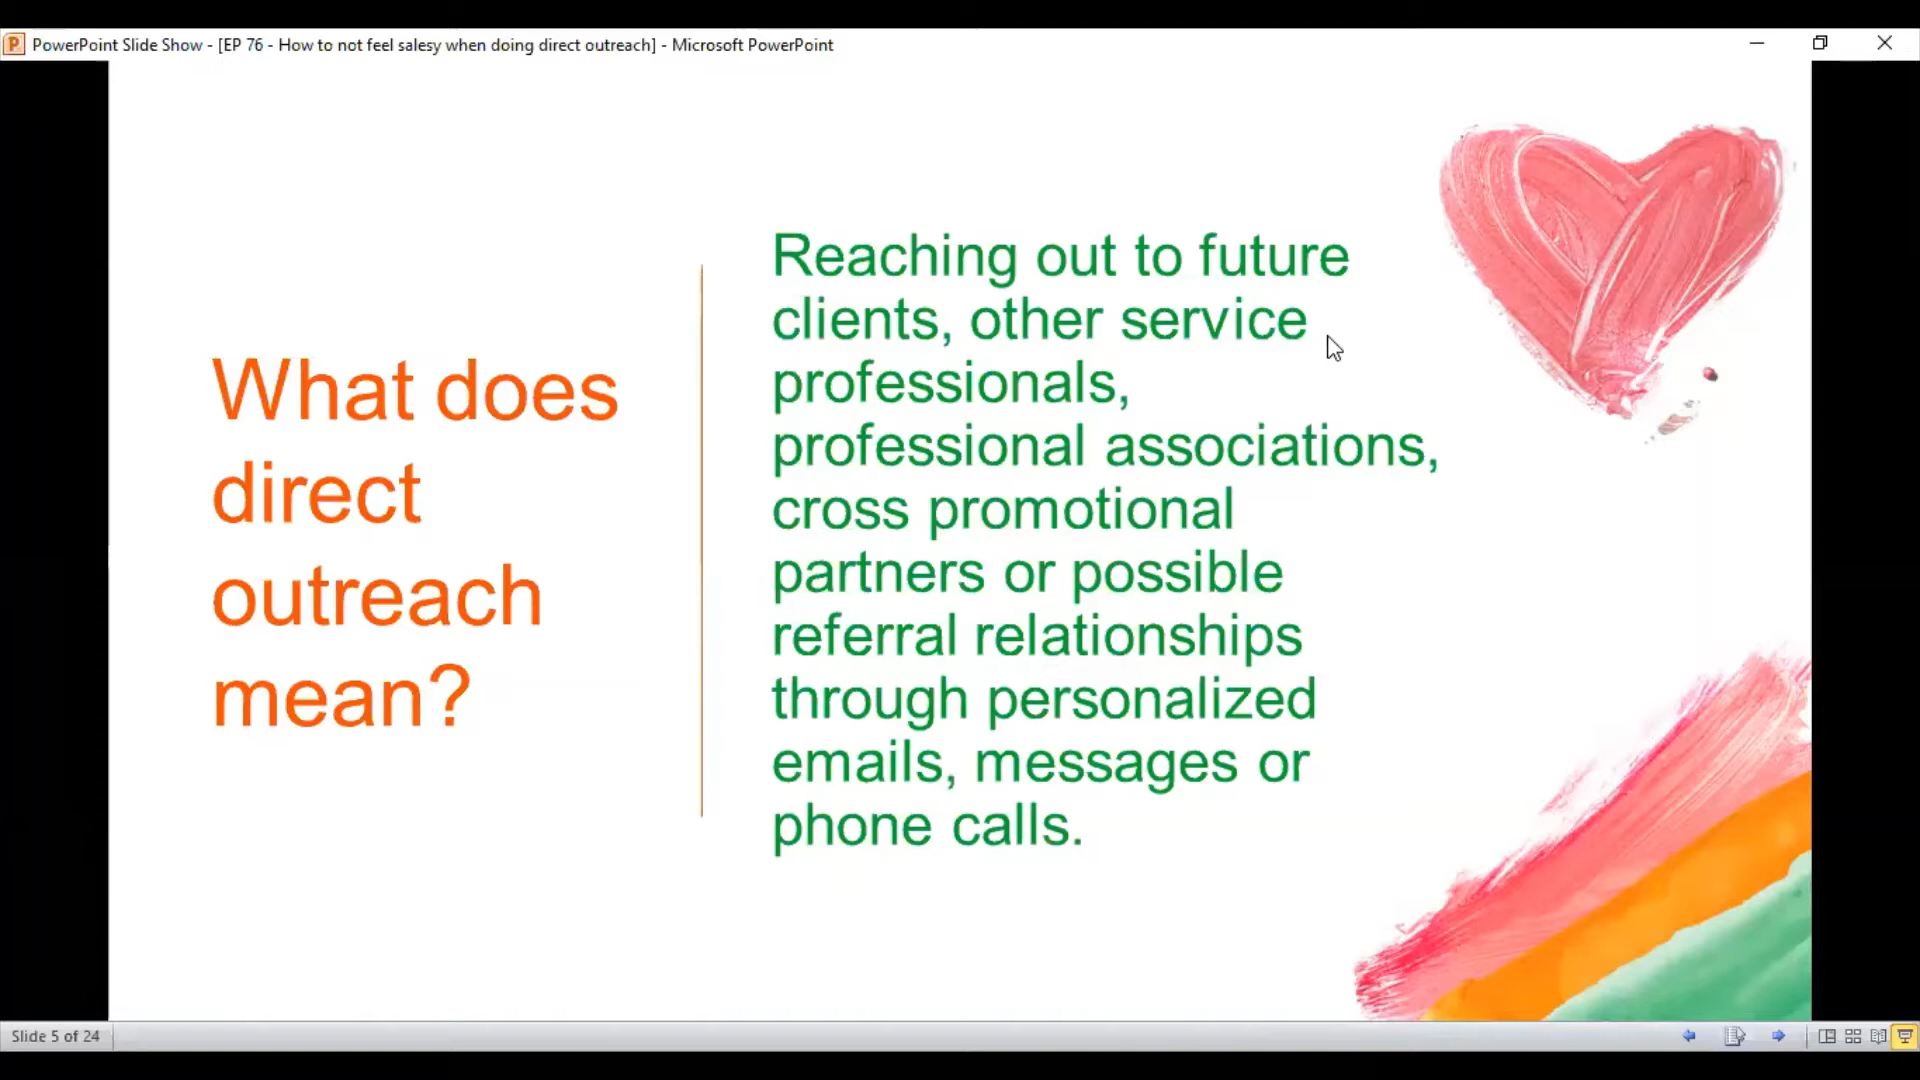 PowerPoint Slide Show - [EP 76 - How to not feel salesy when doing direct outreach] - Microsoft PowerPoint
What does
direct
outreach
mean?
Reaching out to future
clients, other service
professionals,
professional associations,
cross promotional
partners or possible
referral relationships
through personalized
emails, messages or
phone calls.
Slide 5 of 24